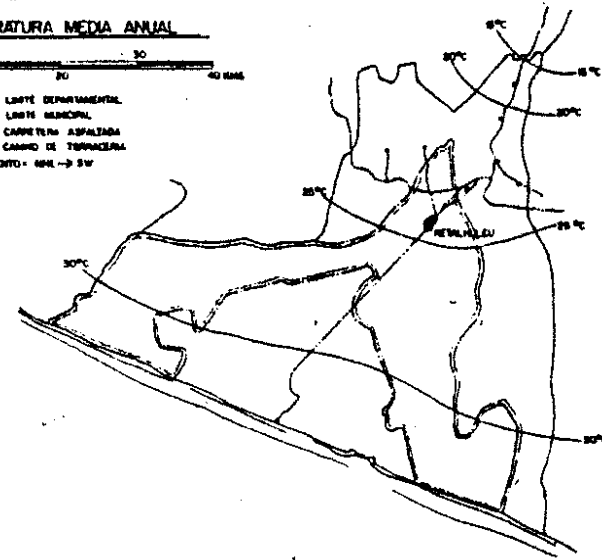 RATURA MEDIA ANUAL
30
20 40 KMS
LIMITE DEPARTAMENTAL
LIMITE MUNICIPAL
CARRETERA ASFALTADA
CAMINO DE TERRACERIA
15°C
20°C
15°C
20°C
25°C
RETALHULEU
25°C
30°C
30°C